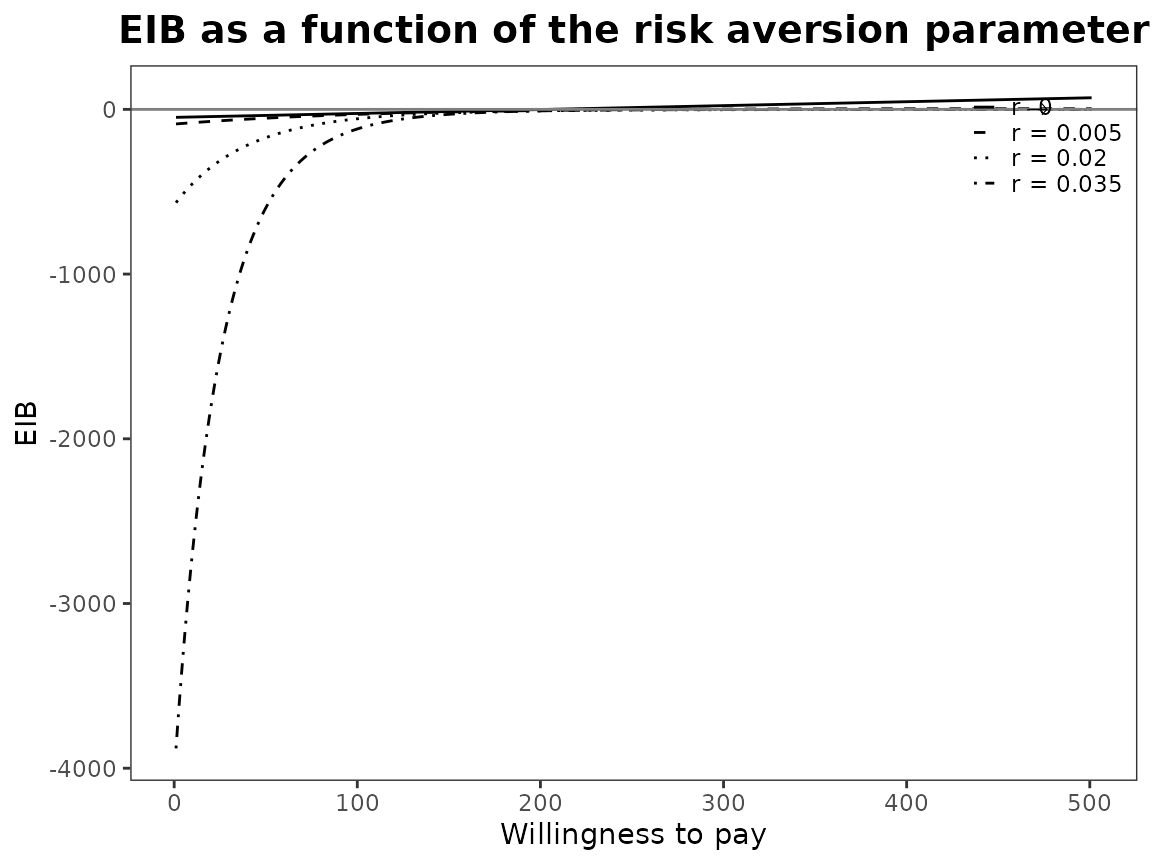 EIB as a function of the risk aversion parameter
0
-1000
-2000
-3000
-4000
EIB
r 0
r = 0.005
r = 0.02
r = 0.035
0 100 200 300 400 500
Willingness to pay